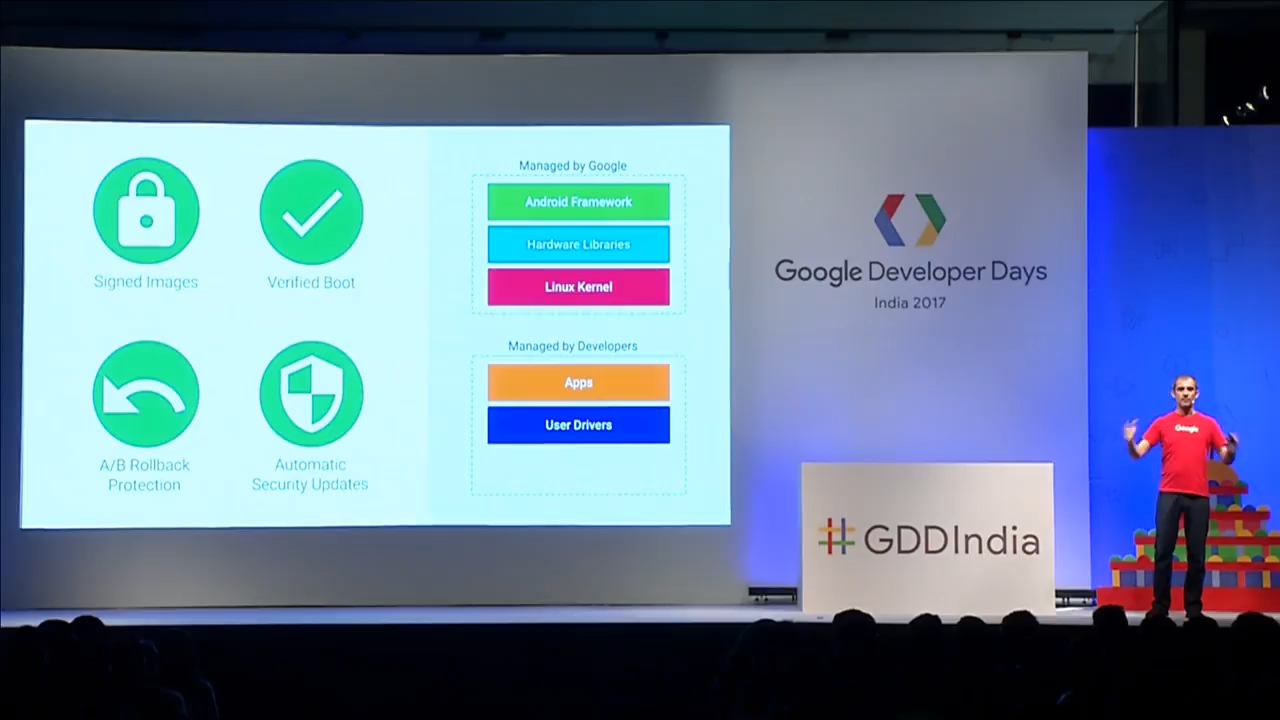 Signed Images
Verified Boot
A/B Rollback
Protection
Automatic
Security Updates
Managed by Google
Android Framework
Hardware Libraries
Linux Kernel
Managed by Developers
Apps
User Drivers
Google Developer Days
India 2017
#GDDIndia
Google